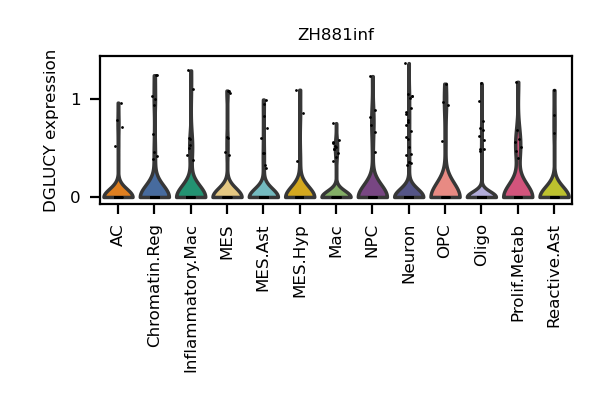 ZH881inf
DGLUCY expression
1
0
AC
Chromatin.Reg
Inflammatory.Mac
MES
MES.Ast
MES.Hyp
Mac
NPC
Neuron
OPC
Oligo
Prolif.Metab
Reactive.Ast